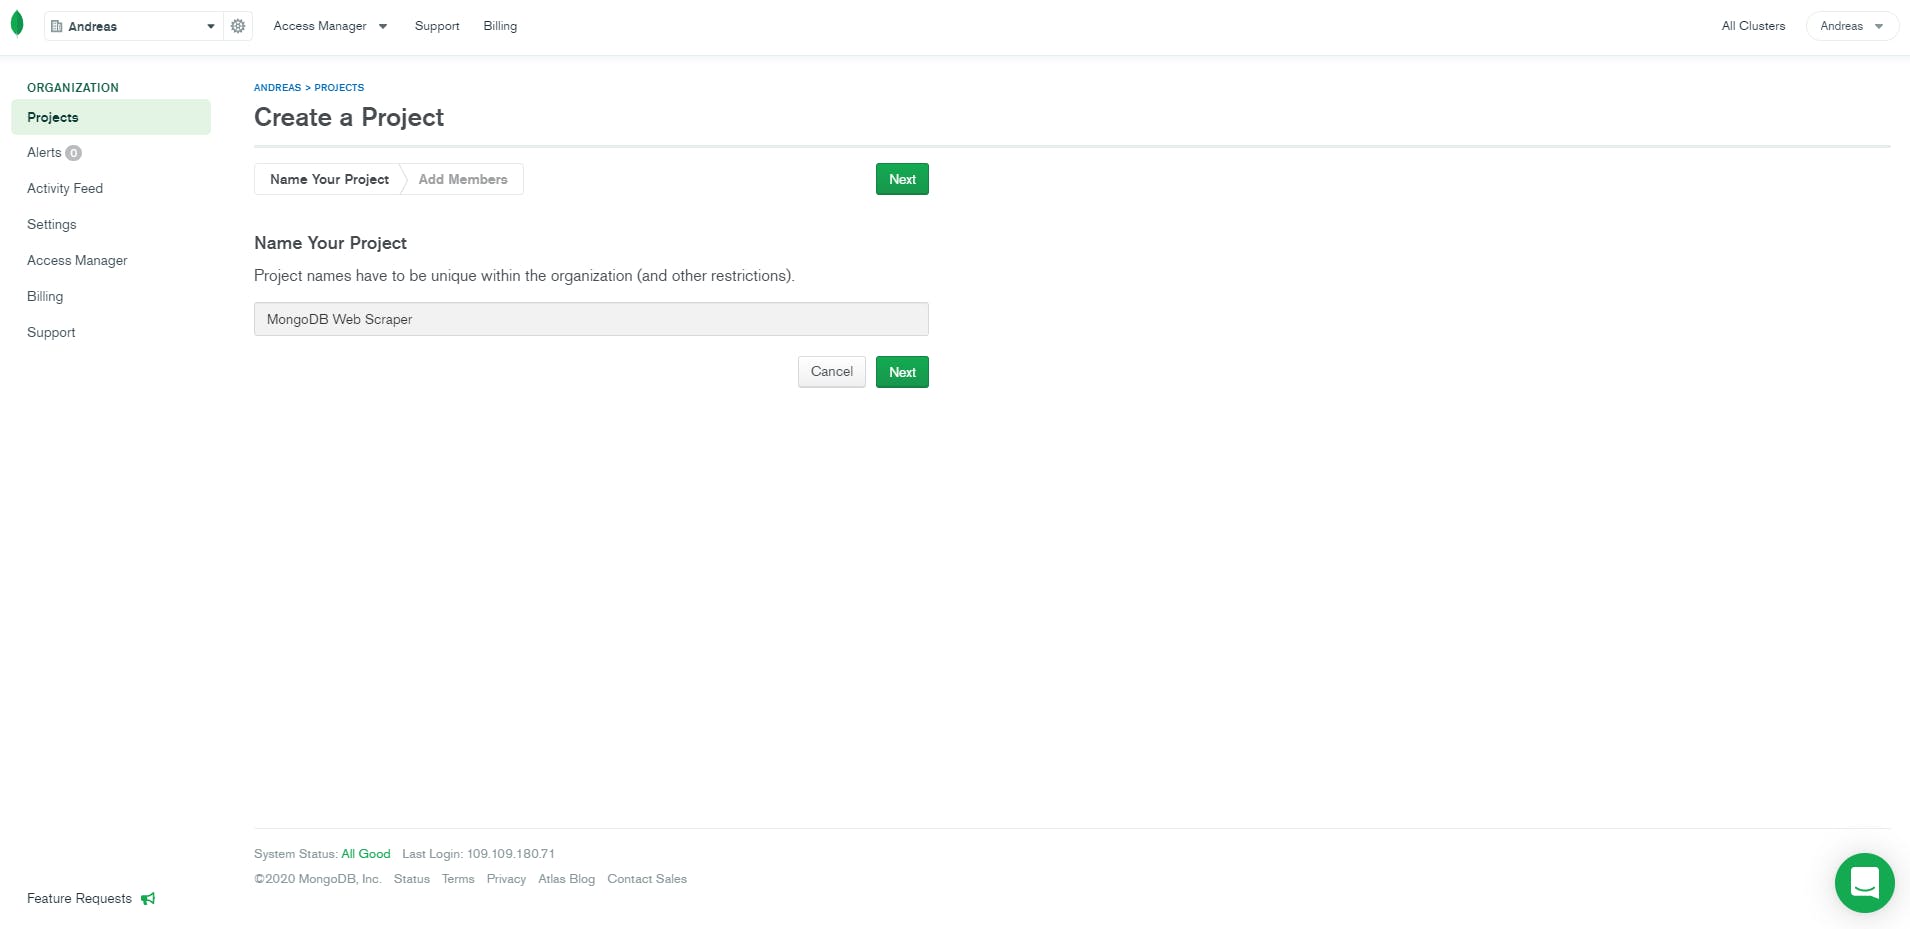 Andreas Access Manager Support Billing All Clusters Andreas
ORGANIZATION
Projects
Alerts 0
Activity Feed
Settings
Access Manager
Billing
Support
Feature Requests
ANDREAS > PROJECTS
Create a Project
Name Your Project Add Members Next
Name Your Project
Project names have to be unique within the organization (and other restrictions).
MongoDB Web Scraper
Cancel Next
System Status: All Good Last Login: 109.109.180.71
©2020 MongoDB, Inc. Status Terms Privacy Atlas Blog Contact Sales